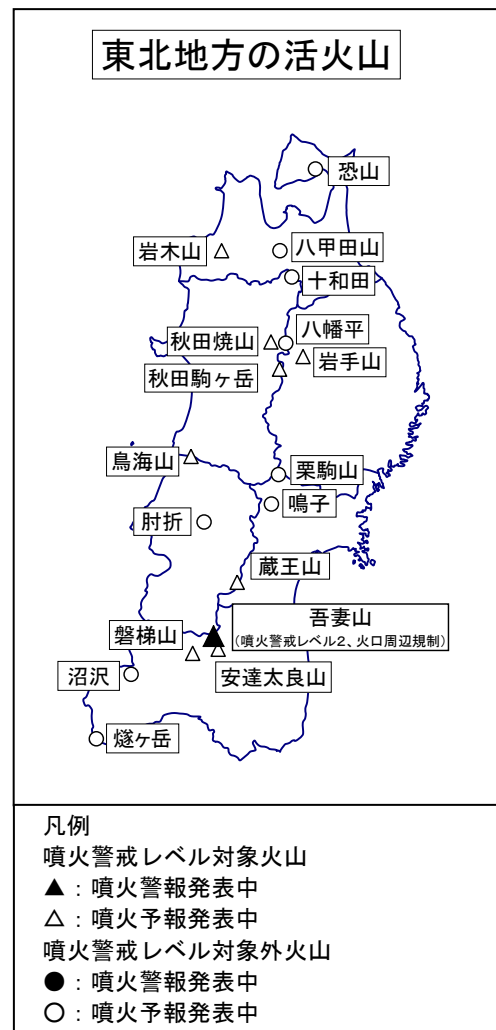 東北地方の活火山
恐山
岩木山
八甲田山
十和田
八幡平
秋田焼山
岩手山
秋田駒ヶ岳
鳥海山
栗駒山
鳴子
肘折
蔵王山
吾妻山
(噴火警戒レベル2、火口周辺規制)
磐梯山
沼沢
安達太良山
燧ヶ岳
凡例
噴火警戒レベル対象火山
▲：噴火警報発表中
△：噴火予報発表中
噴火警戒レベル対象外火山
●：噴火警報発表中
○：噴火予報発表中